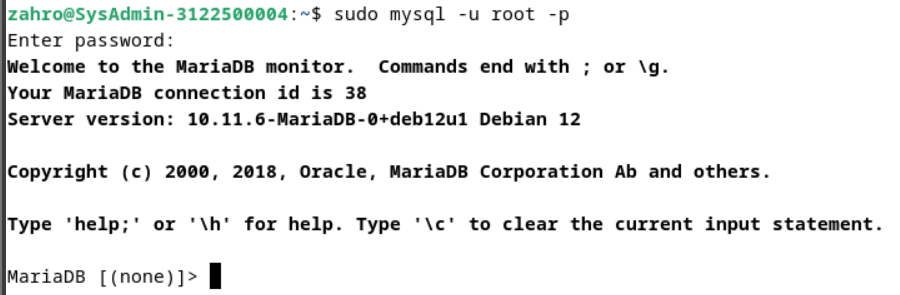 zahro@SysAdmin-3122500004:~$ sudo mysql -u root -p
Enter password:
Welcome to the MariaDB monitor.  Commands end with ; or \g.
Your MariaDB connection id is 38
Server version: 10.11.6-MariaDB-0+deb12u1 Debian 12
Copyright (c) 2000, 2018, Oracle, MariaDB Corporation Ab and others.
Type 'help;' or '\h' for help. Type '\c' to clear the current input statement.
MariaDB [(none)]>